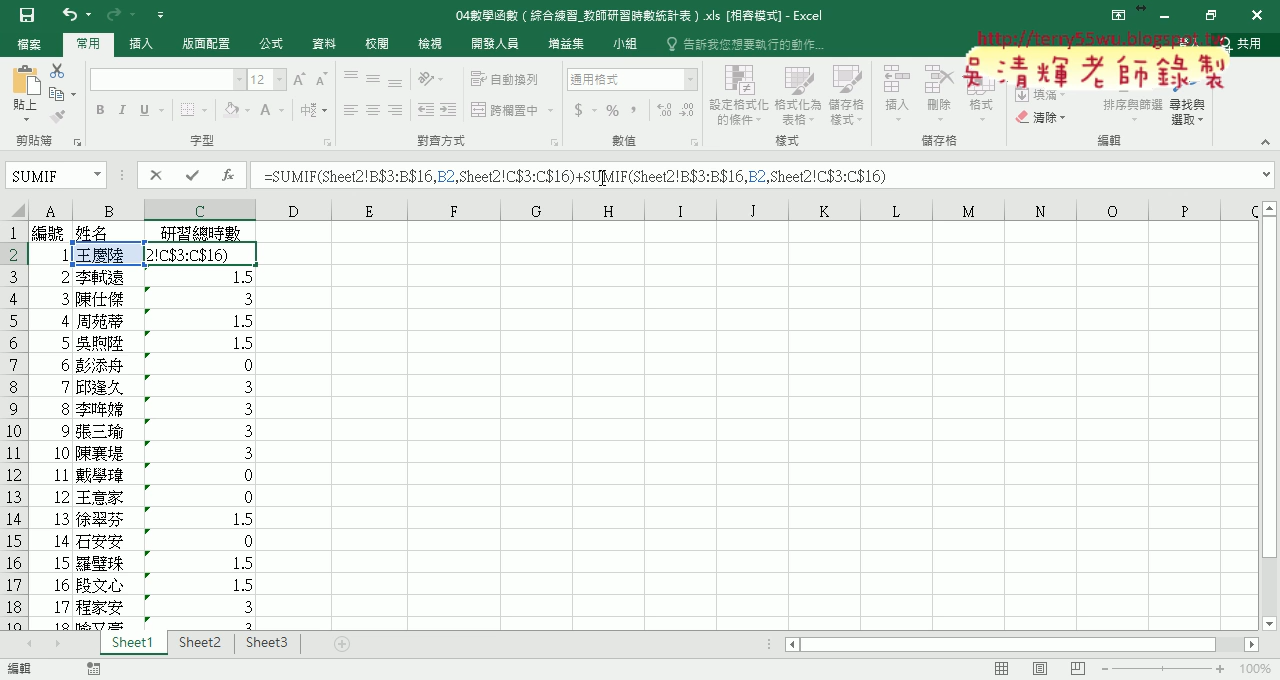 04數學函數（綜合練習_教師研習時數統計表）.xls [相容模式] - Excel
http://terry55wu.blogspot.tw
吳清輝老師錄製
檔案 常用 插入 版面配置 公式 資料 校閱 檢視 開發人員 增益集 小組 告訴我您想要執行的動作... 登入 共用
貼上 12 B I U A 中 自動換列 跨欄置中 通用格式 $ % , 設定格式化的條件 格式化為表格 儲存格樣式 插入 刪除 格式 填滿 清除 排序與篩選 尋找與選取
剪貼簿 字型 對齊方式 數值 樣式 儲存格 編輯
SUMIF fx =SUMIF(Sheet2!B$3:B$16,B2,Sheet2!C$3:C$16)+SUMIF(Sheet2!B$3:B$16,B2,Sheet2!C$3:C$16)
A B C D E F G H I J K L M N O P
1 編號 姓名 研習總時數
2 1 王慶陸 2!C$3:C$16)
3 2 李軾遠 1.5
4 3 陳仕傑 3
5 4 周苑蒂 1.5
6 5 吳煦陞 1.5
7 6 彭添舟 0
8 7 邱逢久 3
9 8 李哖嫦 3
10 9 張三瑜 3
11 10 陳襄堤 3
12 11 戴學瑋 0
13 12 王意家 0
14 13 徐翠芬 1.5
15 14 石安安 0
16 15 羅璧珠 1.5
17 16 段文心 1.5
18 17 程家安 3
19 18 3
Sheet1 Sheet2 Sheet3
編輯 100%